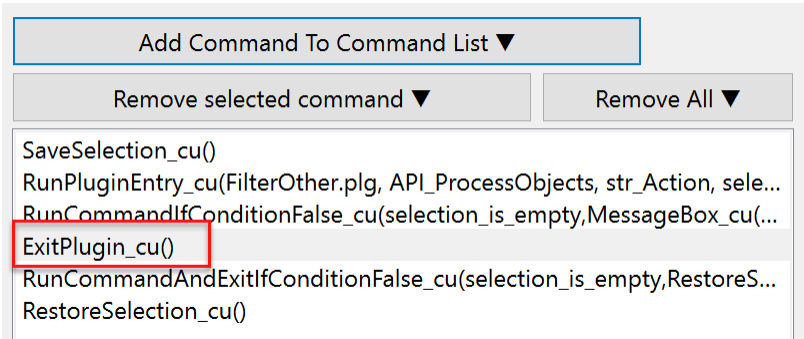 Add Command To Command List ▼
Remove selected command ▼ Remove All ▼
SaveSelection_cu()
RunPluginEntry_cu(FilterOther.plg, API_ProcessObjects, str_Action, sele...
RunCommandIfConditionFalse_cu(selection_is_empty,MessageBox_cu(...
ExitPlugin_cu()
RunCommandAndExitIfConditionFalse_cu(selection_is_empty,RestoreS...
RestoreSelection_cu()